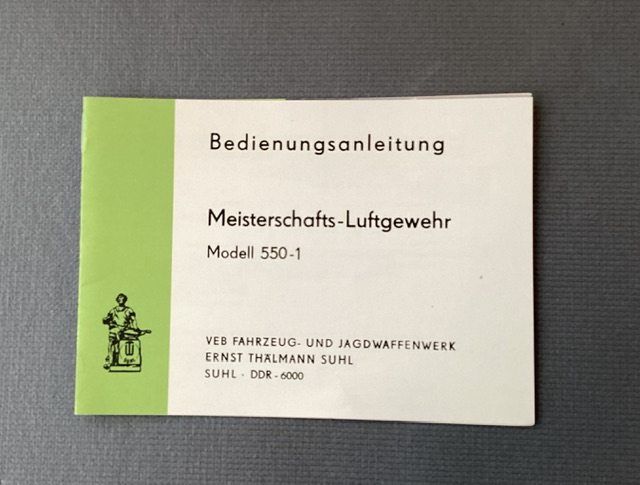 Bedienungsanleitung
Meisterschafts-Luftgewehr
Modell 550-1
VEB FAHRZEUG- UND JAGDWAFFENWERK
ERNST THÄLMANN SUHL
SUHL · DDR - 6000